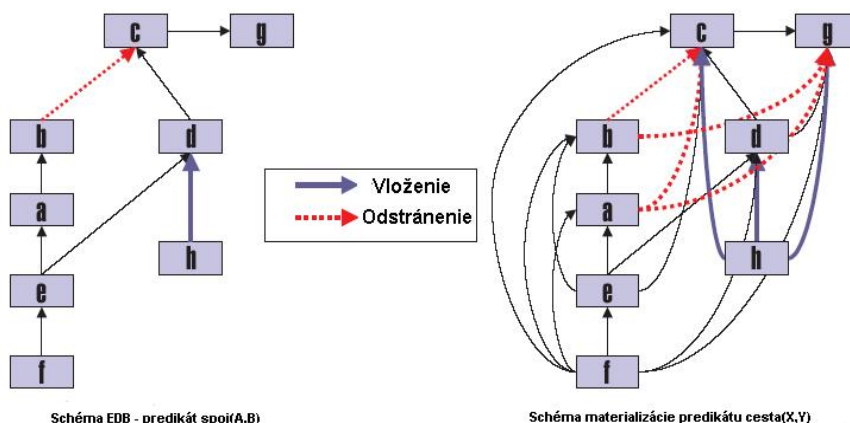 c
g
b
d
a
h
e
f
Vloženie
Odstránenie
c
g
b
d
a
h
e
f
Schéma EDB - predikát spoj(A,B)
Schéma materializácie predikátu cesta(X,Y)